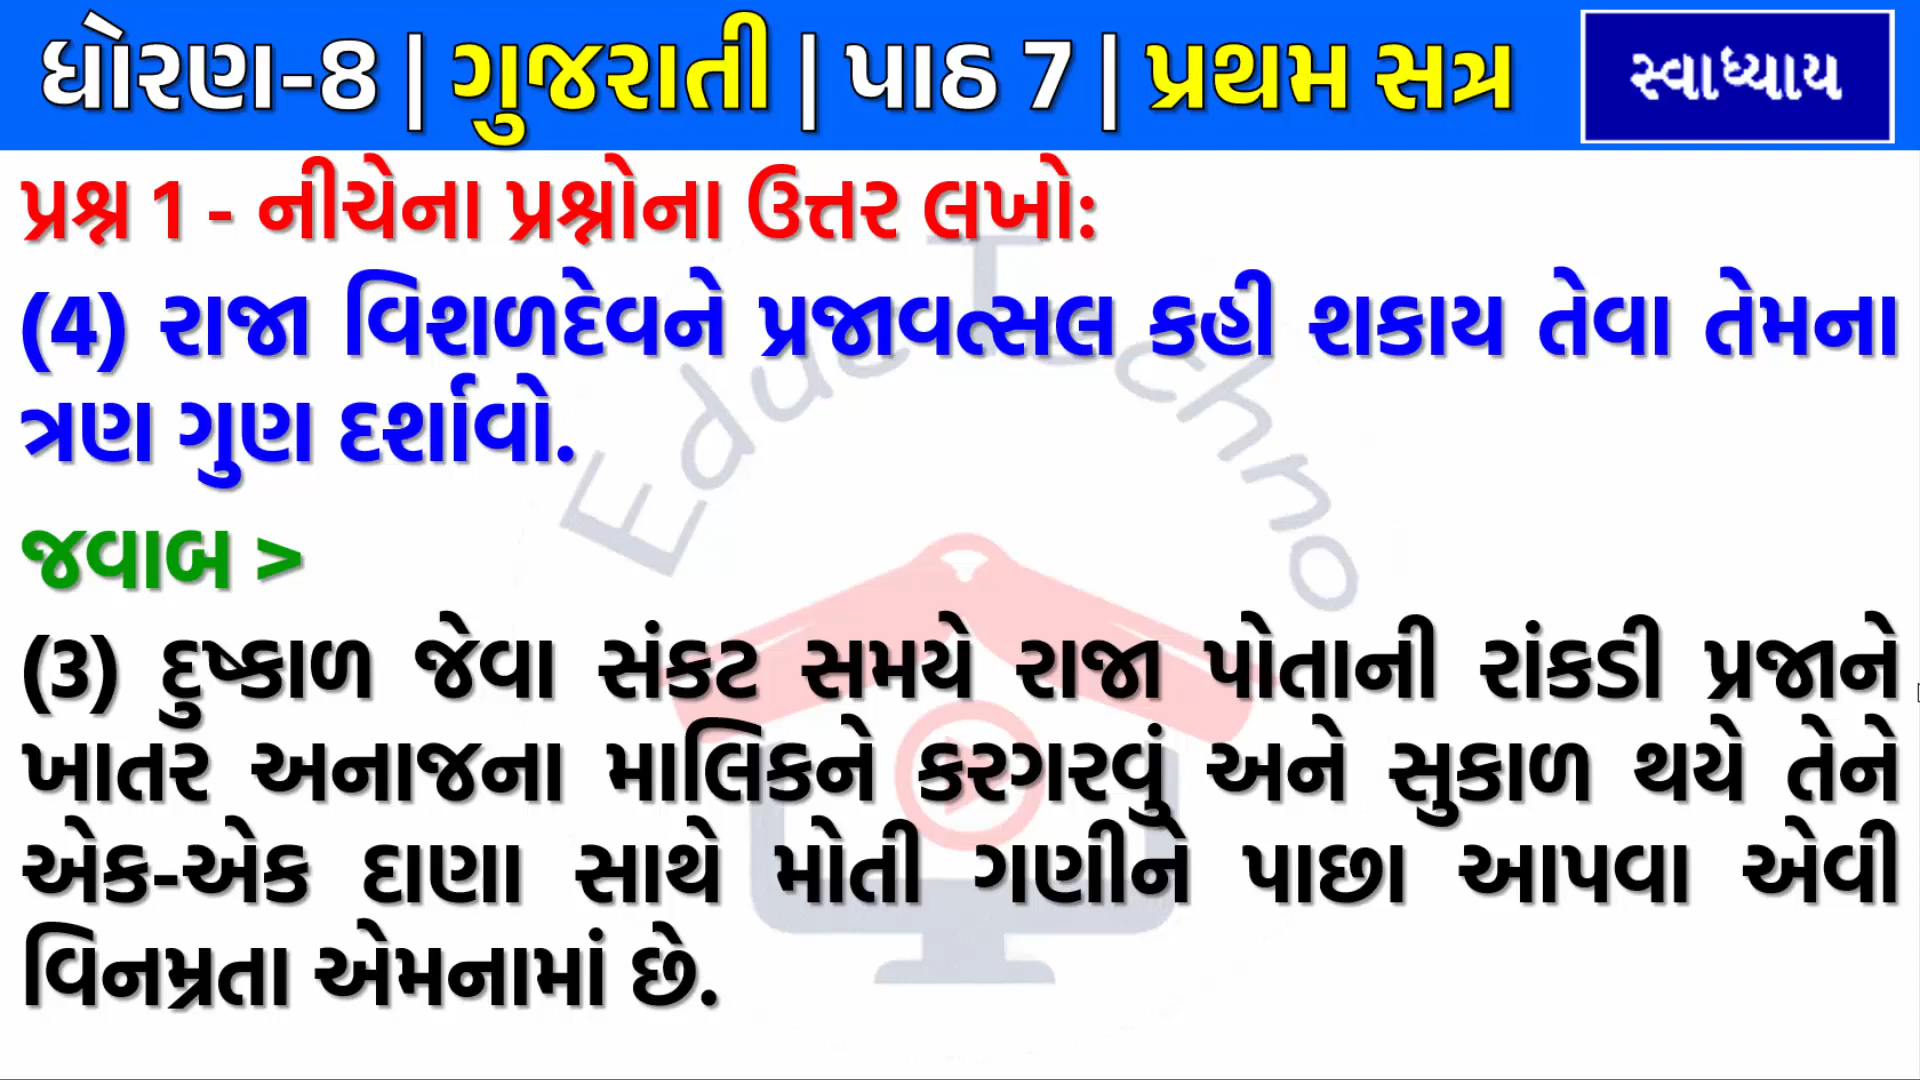 ધોરણ-8 | ગુજરાતી | પાઠ 7 | પ્રથમ સત્ર
સ્વાધ્યાય
પ્રશ્ન 1 - નીચેના પ્રશ્નોના ઉત્તર લખો:
(4) રાજા વિશળદેવને પ્રજાવત્સલ કહી શકાય તેવા તેમના
ત્રણ ગુણ દર્શાવો.
જવાબ >
(3) દુષ્કાળ જેવા સંકટ સમયે રાજા પોતાની રાંકડી પ્રજાને
ખાતર અનાજના માલિકને કરગરવું અને સુકાળ થયે તેને
એક-એક દાણા સાથે મોતી ગણીને પાછા આપવા એવી
વિનમ્રતા એમનામાં છે.
Educ Techno